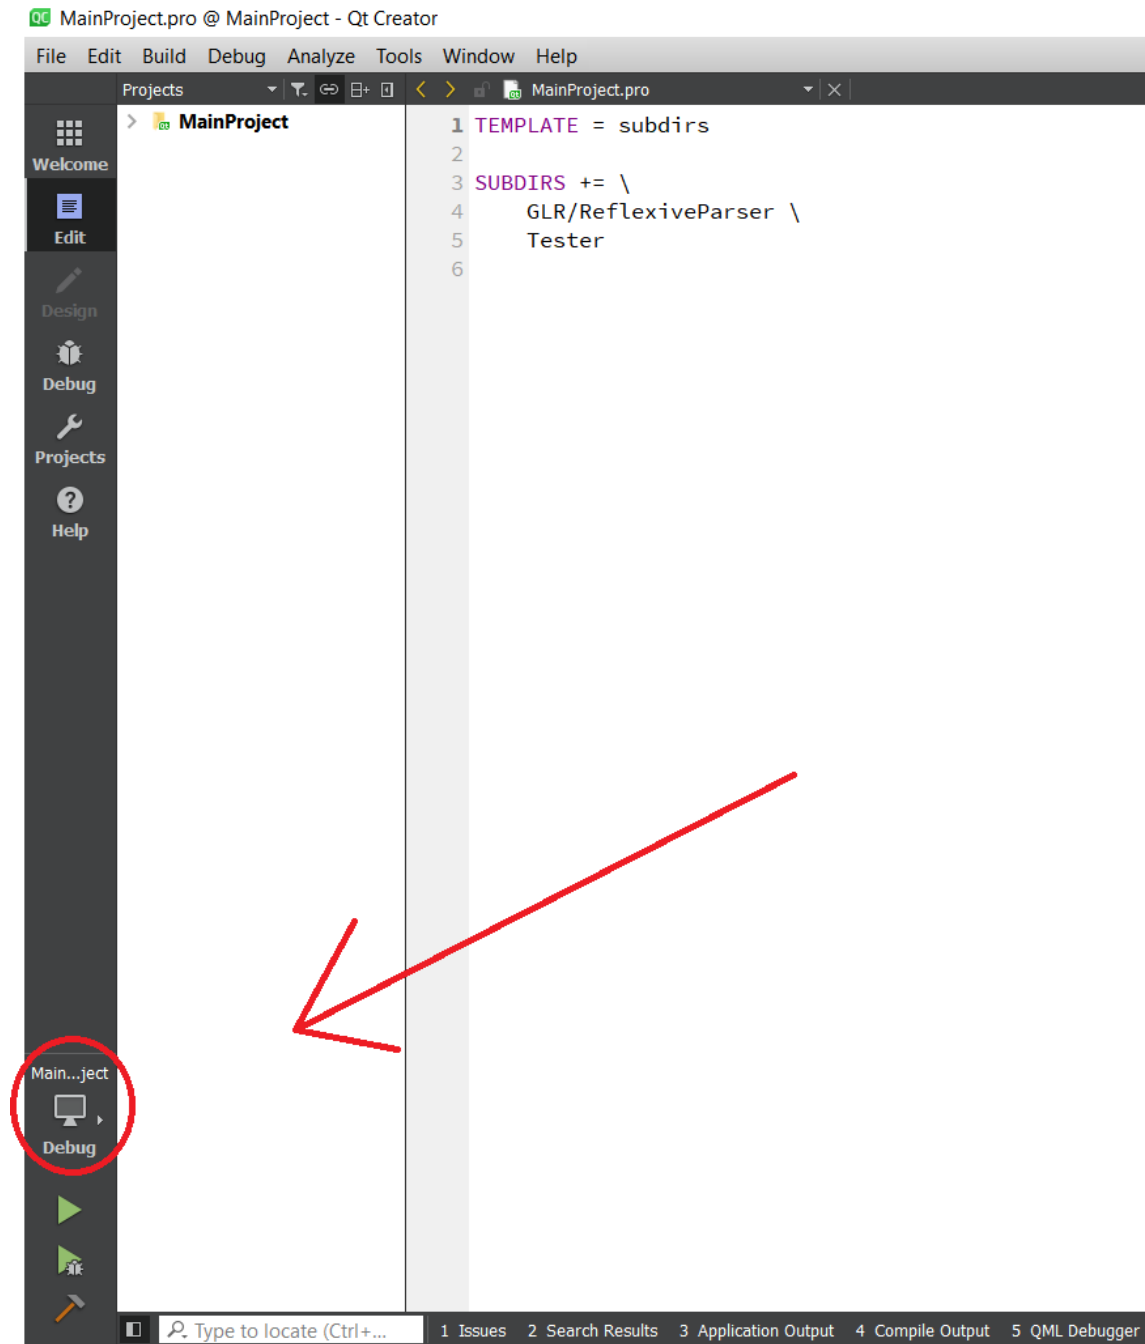 QC MainProject.pro @ MainProject - Qt Creator
File Edit Build Debug Analyze Tools Window Help
Projects MainProject.pro
MainProject
1 TEMPLATE = subdirs
2
3 SUBDIRS += \
4 GLR/ReflexiveParser \
5 Tester
6
Welcome
Edit
Design
Debug
Projects
Help
Main...ject
Debug
Type to locate (Ctrl+... 1 Issues 2 Search Results 3 Application Output 4 Compile Output 5 QML Debugger